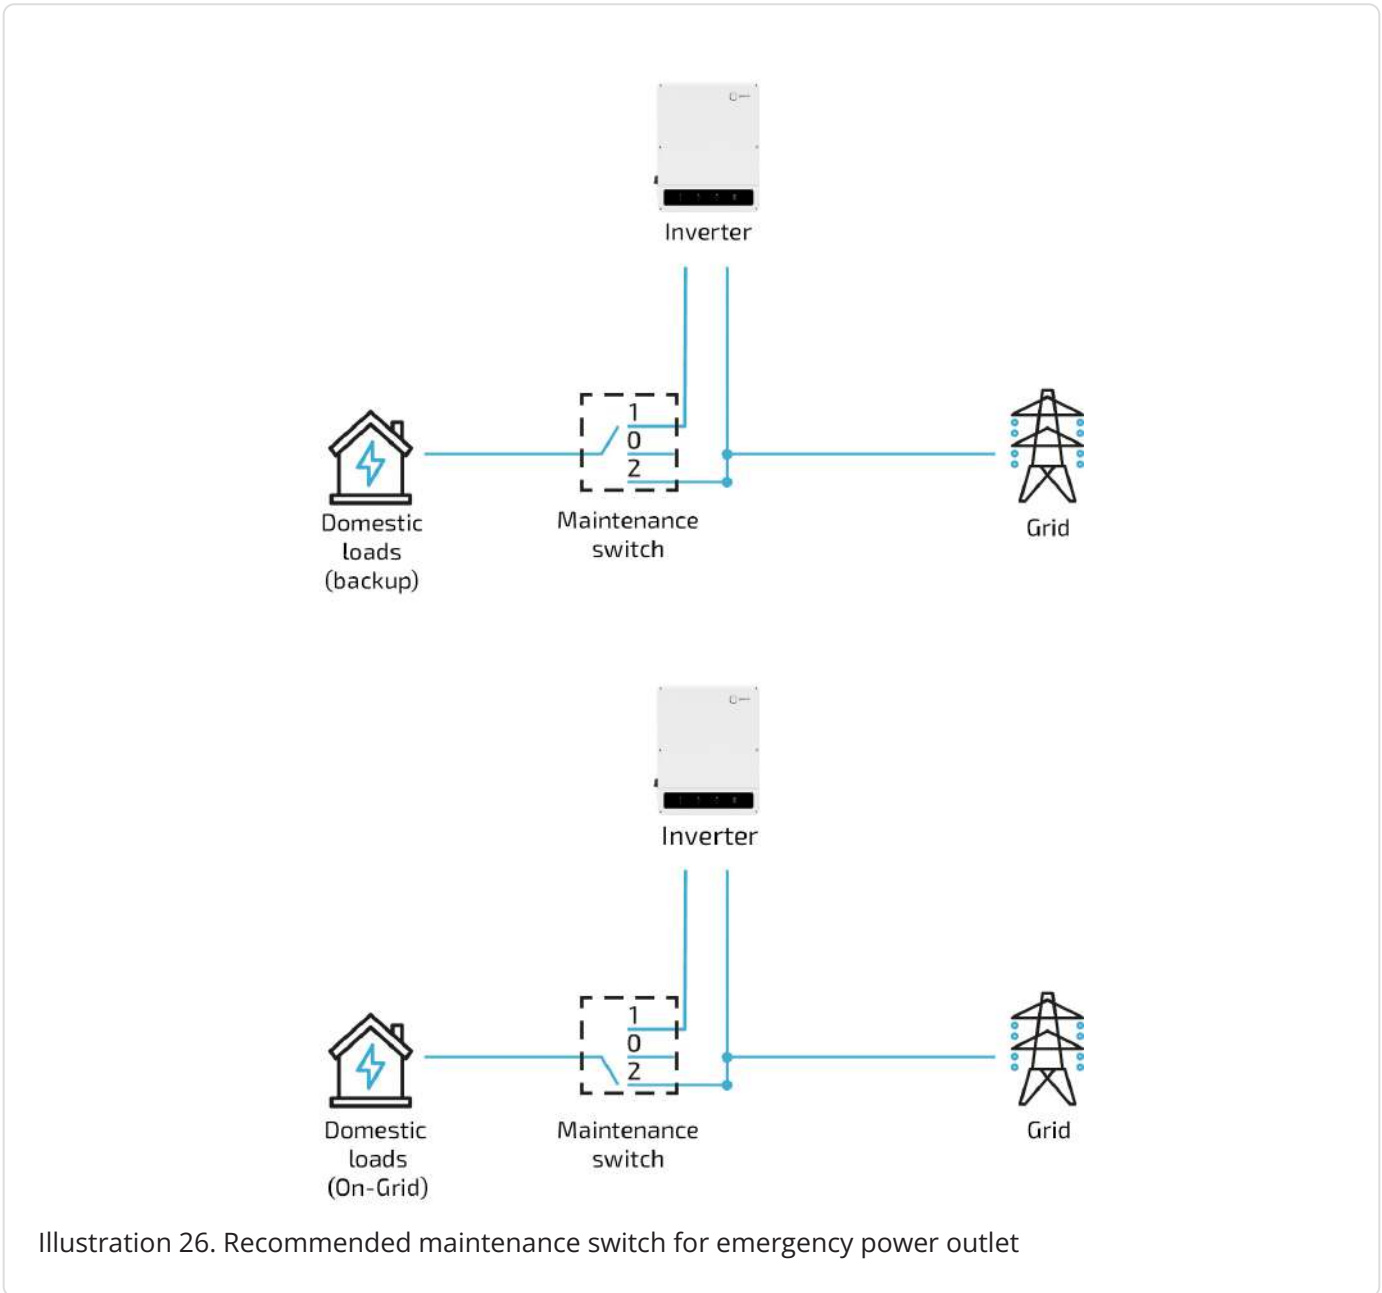 Inverter
1
0
2
Domestic
loads
(backup)
Maintenance
switch
Grid
Inverter
1
0
2
Domestic
loads
(On-Grid)
Maintenance
switch
Grid
Illustration 26. Recommended maintenance switch for emergency power outlet